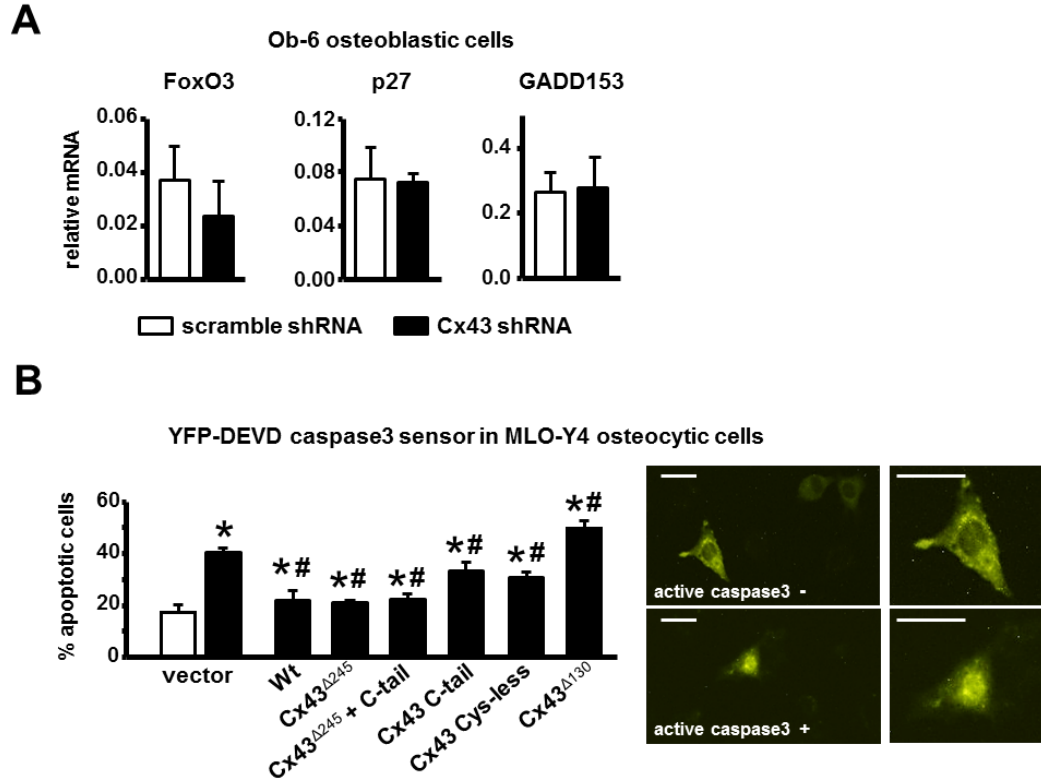 A
Ob-6 osteoblastic cells
FoxO3 p27 GADD153
relative mRNA
0.06
0.04
0.02
0.00
0.12
0.08
0.04
0.00
0.4
0.2
0.0
scramble shRNA Cx43 shRNA
B
YFP-DEVD caspase3 sensor in MLO-Y4 osteocytic cells
% apoptotic cells
60
40
20
0
* *# *# *# *# *# *#
vector
Wt
Cx43Δ245
Cx43Δ245 + C-tail
Cx43 C-tail
Cx43 Cys-less
Cx43Δ130
active caspase3 -
active caspase3 +